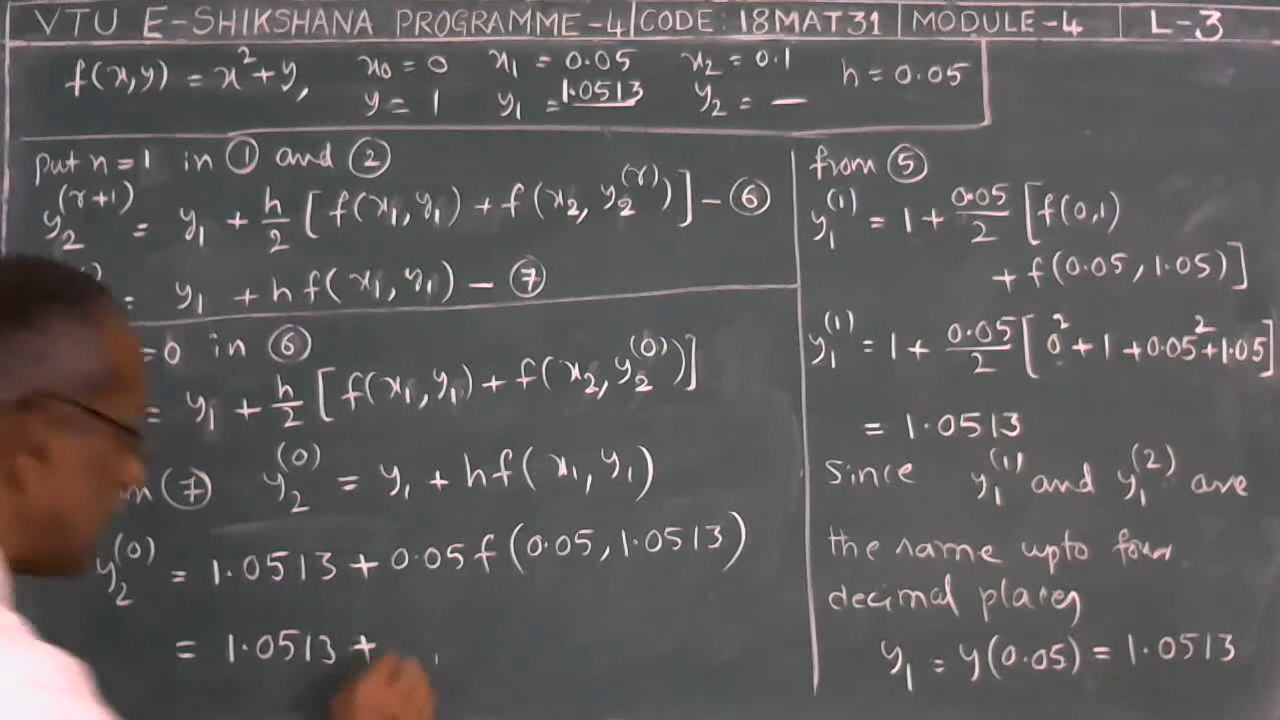 VTU E-SHIKSHANA PROGRAMME-4 | CODE: 18MAT31 | MODULE-4 | L-3
f(x,y) = x²+y, x₀ = 0 x₁ = 0.05 x₂ = 0.1 h = 0.05
y = 1 y₁ = 1.0513 y₂ = —
put n=1 in ① and ②
y₂^(r+1) = y₁ + h/2 [f(x₁,y₁) + f(x₂, y₂^(r))] - ⑥
= y₁ + hf(x₁,y₁) - ⑦
=0 in ⑥
= y₁ + h/2 [f(x₁,y₁) + f(x₂,y₂^(0))]
m ⑦ y₂^(0) = y₁ + hf(x₁,y₁)
y₂^(0) = 1.0513 + 0.05f(0.05,1.0513)
= 1.0513 +
from ⑤
y₁^(1) = 1 + 0.05/2 [f(0,1)
+ f(0.05,1.05)]
y₁^(1) = 1 + 0.05/2 [0² + 1 + 0.05² + 1.05]
= 1.0513
Since y₁^(1) and y₁^(2) are
the same upto four
decimal places
y₁ = y(0.05) = 1.0513